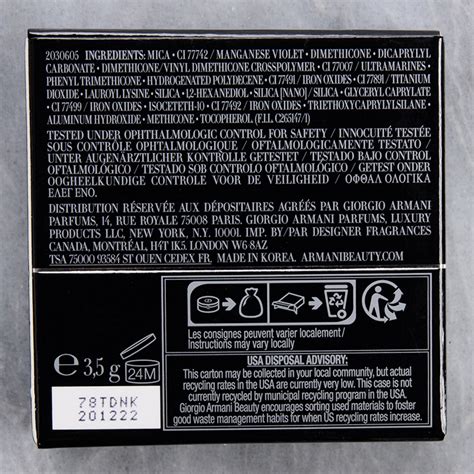 2030605 INGREDIENTS: MICA • CI 77742 / MANGANESE VIOLET • DIMETHICONE • DICAPRYLYL
CARBONATE • DIMETHICONE/VINYL DIMETHICONE CROSSPOLYMER • CI 77007 / ULTRAMARINES •
PHENYL TRIMETHICONE • HYDROGENATED POLYDECENE • CI 77491 / IRON OXIDES • CI 77891 / TITANIUM
DIOXIDE • LAUROYL LYSINE • SILICA • 1,2-HEXANEDIOL • SILICA [NANO] / SILICA • GLYCERYL CAPRYLATE
CI 77499 / IRON OXIDES • ISOCETETH-10 • CI 77492 / IRON OXIDES • TRIETHOXYCAPRYLYLSILANE •
ALUMINUM HYDROXIDE • METHICONE • TOCOPHEROL (F.I.L. C265147/1)
TESTED UNDER OPHTHALMOLOGIC CONTROL FOR SAFETY / INNOCUITÉ TESTÉE
SOUS CONTRÔLE OPHTALMOLOGIQUE / OFTALMOLOGICAMENTE TESTATO /
UNTER AUGENÄRZTLICHER KONTROLLE GETESTET / TESTADO BAJO CONTROL
OFTALMOLÓGICO / TESTADO SOB CONTROLO OFTALMOLÓGICO / GETEST ONDER
OOGHEELKUNDIGE CONTROLE VOOR DE VEILIGHEID / ΟΦΘΑΛ ΟΛΟΓΙΚΑ
ΕΛΕΓ ΕΝΟ.
DISTRIBUTION RÉSERVÉE AUX DÉPOSITAIRES AGRÉÉS PAR GIORGIO ARMANI
PARFUMS, 14, RUE ROYALE 75008 PARIS. GIORGIO ARMANI PARFUMS, LUXURY
PRODUCTS LLC, NEW YORK, N.Y. 10001. IMP. BY/PAR DESIGNER FRAGRANCES
CANADA, MONTRÉAL, H4T 1K5 LONDON W6 8AZ
TSA 75000 93584 ST OUEN CEDEX FR. MADE IN KOREA. ARMANIBEAUTY.COM
Les consignes peuvent varier localement/
Instructions may vary locally
USA DISPOSAL ADVISORY:
This carton may be collected in your local community, but actual
recycling rates in the USA are currently very low. This carton is not
currently recycled by municipal recycling program in the USA.
Giorgio Armani Beauty encourages sorting used materials to foster
good waste management habits for when US recycling rates increase.
e 3,5 g 24M
78TDNK
201222